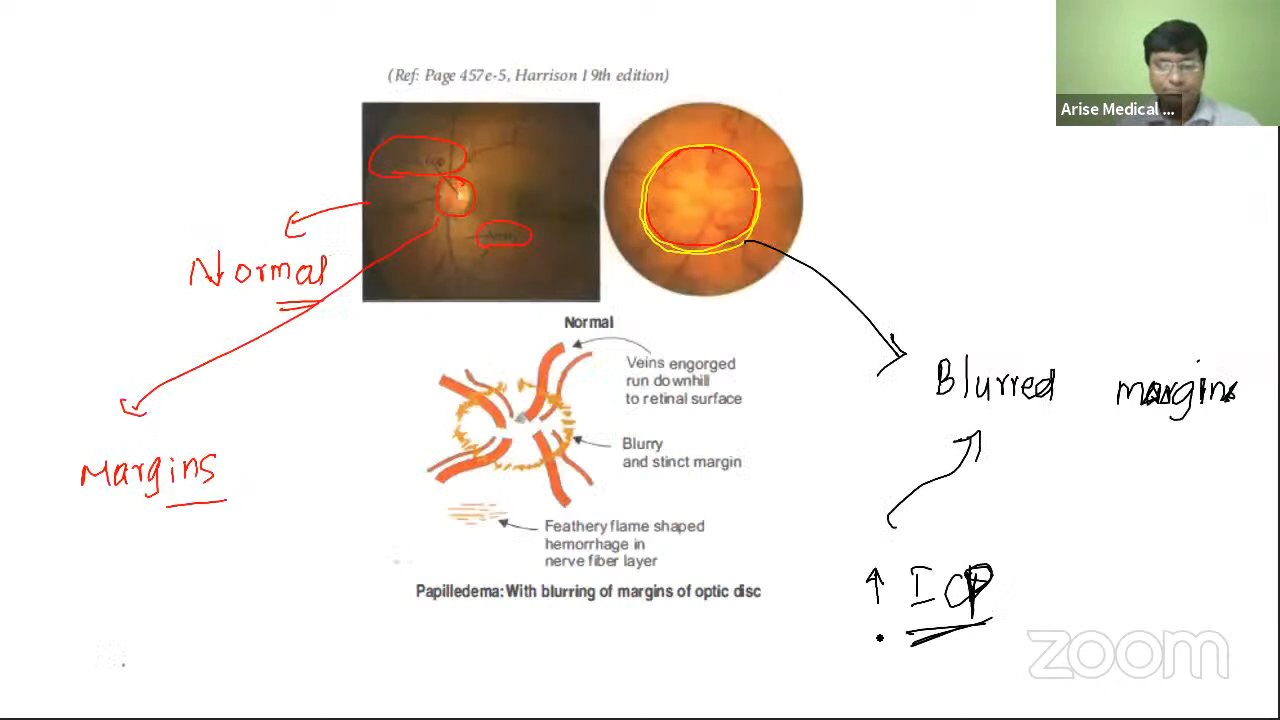 (Ref: Page 457e-5, Harrison 19th edition)
Arise Medical ...
Normal
Normal
Veins engorged
run downhill
to retinal surface
Blurred margins
Blurry
and stinct margin
Margins
Feathery flame shaped
hemorrhage in
nerve fiber layer
Papilledema: With blurring of margins of optic disc
↑ ICP
zoom